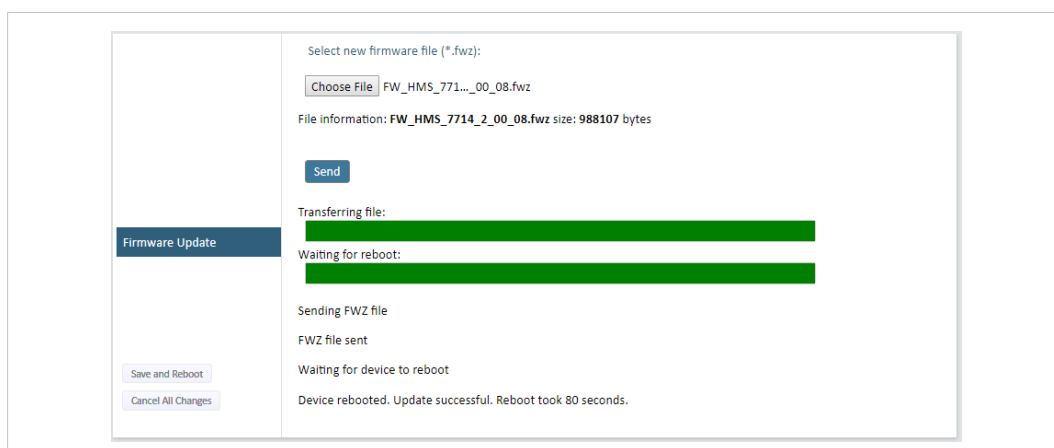 Select new firmware file (*.fwz):
Choose File FW_HMS_771..._00_08.fwz
File information: FW_HMS_7714_2_00_08.fwz size: 988107 bytes
Send
Transferring file:
Firmware Update
Waiting for reboot:
Sending FWZ file
FWZ file sent
Save and Reboot
Waiting for device to reboot
Cancel All Changes
Device rebooted. Update successful. Reboot took 80 seconds.